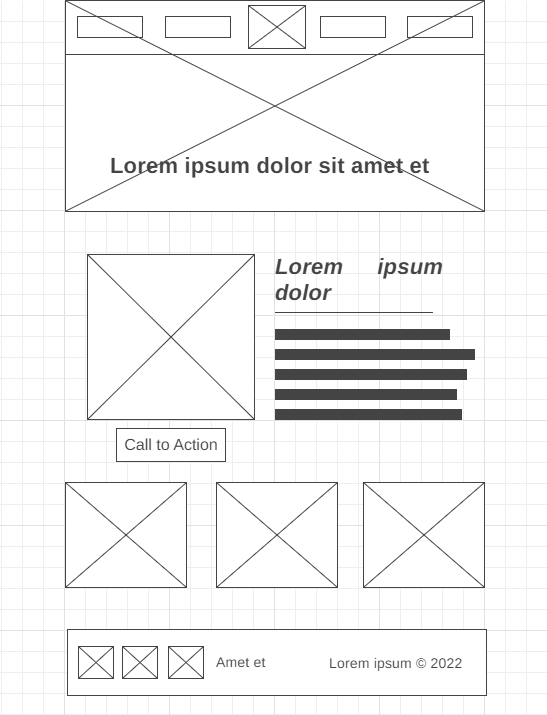 Lorem ipsum dolor sit amet et
Lorem ipsum
dolor
Call to Action
Amet et
Lorem ipsum © 2022